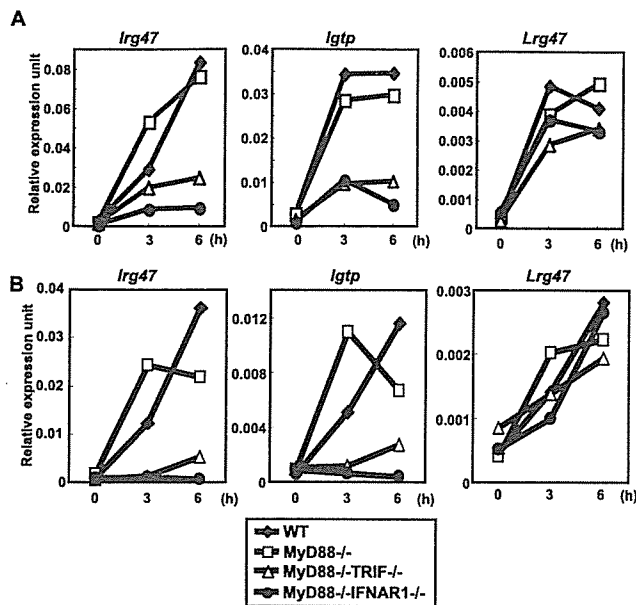 A
Irg47
Igtp
Lrg47
Relative expression unit
0.08
0.06
0.04
0.02
0
0.04
0.03
0.02
0.01
0
0.006
0.005
0.004
0.003
0.002
0.001
0
0 3 6 (h)
0 3 6 (h)
0 3 6 (h)
B
Irg47
Igtp
Lrg47
Relative expression unit
0.04
0.03
0.02
0.01
0
0.012
0.008
0.004
0
0.003
0.002
0.001
0
0 3 6 (h)
0 3 6 (h)
0 3 6 (h)
WT
MyD88-/-
MyD88-/-TRIF-/-
MyD88-/-IFNAR1-/-